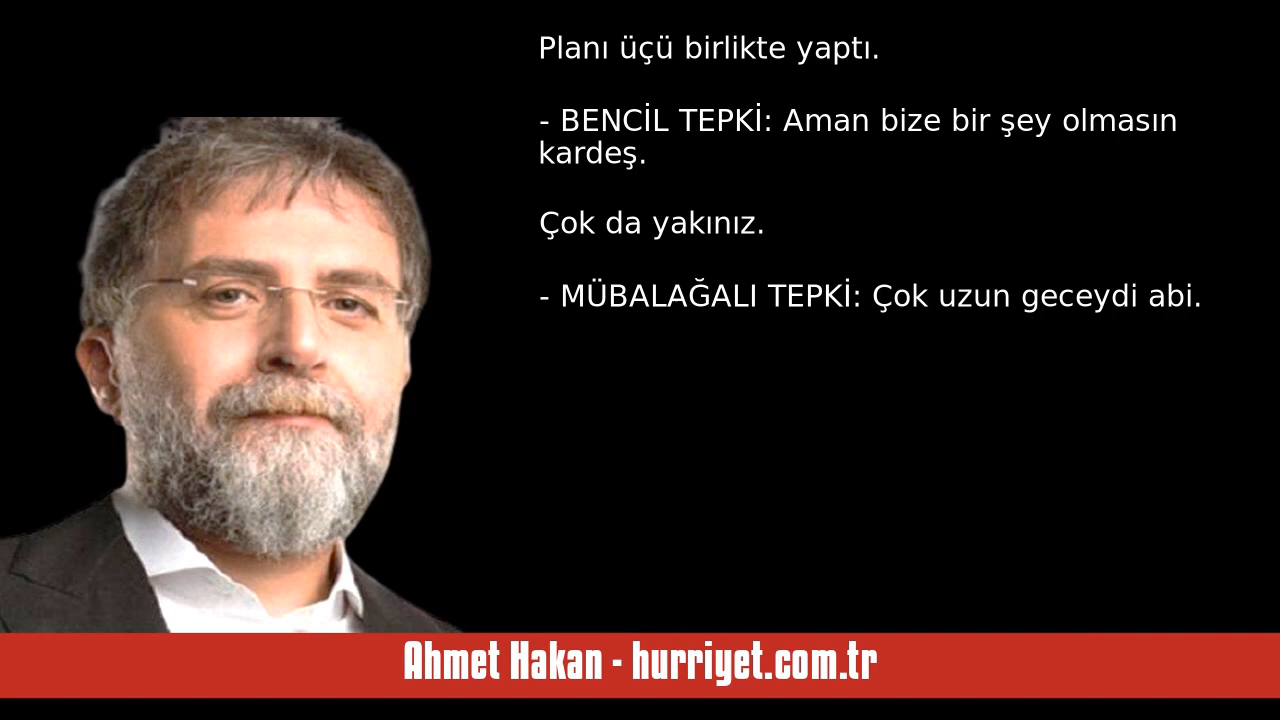 Planı üçü birlikte yaptı.
- BENCİL TEPKİ: Aman bize bir şey olmasın
kardeş.
Çok da yakınız.
- MÜBALAĞALI TEPKİ: Çok uzun geceydi abi.
Ahmet Hakan - hurriyet.com.tr